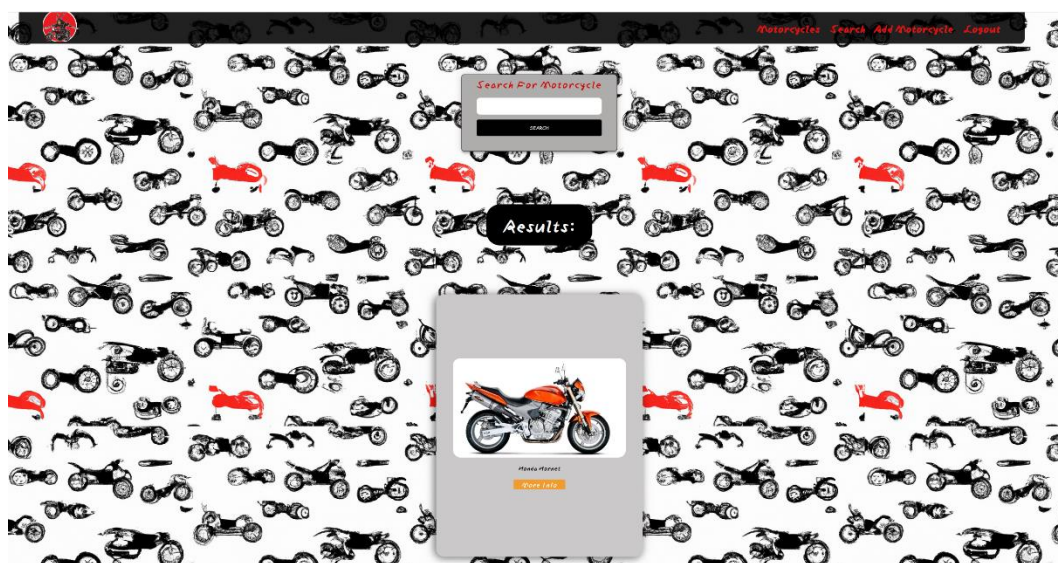 Motorcycles Search Add Motorcycle Logout
Search For Motorcycle
SEARCH
Results:
Honda Hornet
More Info